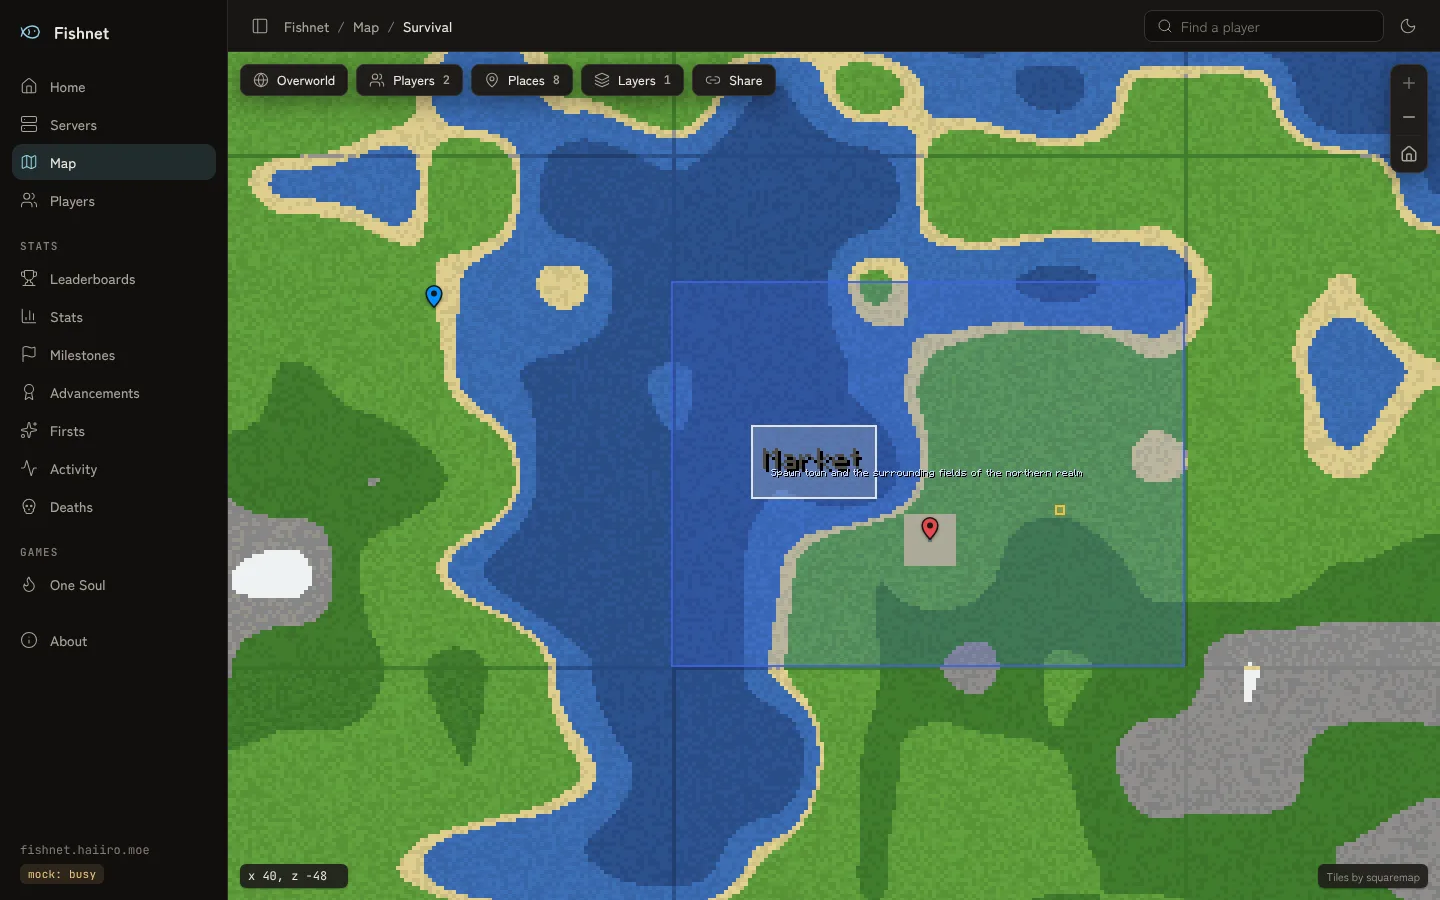 Fishnet
Fishnet / Map / Survival
Find a player
Home
Servers
Map
Players
STATS
Leaderboards
Stats
Milestones
Advancements
Firsts
Activity
Deaths
GAMES
One Soul
About
fishnet.haiiro.moe
mock: busy
Overworld
Players 2
Places 8
Layers 1
Share
Market
Spawn town and the surrounding fields of the northern realm
x 40, z -48
Tiles by squaremap